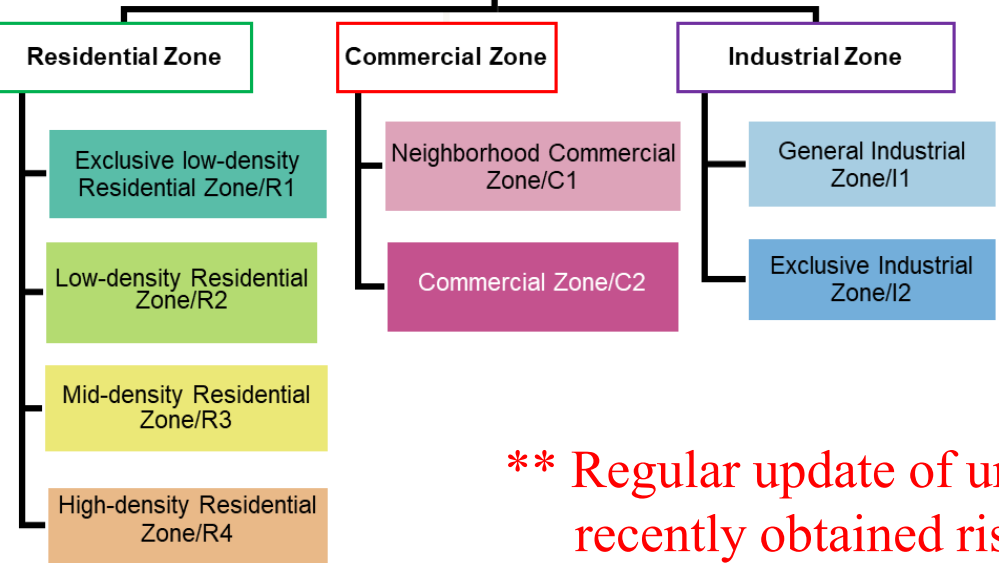 Residential Zone
Exclusive low-density
Residential Zone/R1
Low-density Residential
Zone/R2
Mid-density Residential
Zone/R3
High-density Residential
Zone/R4
Commercial Zone
Neighborhood Commercial
Zone/C1
Commercial Zone/C2
Industrial Zone
General Industrial
Zone/I1
Exclusive Industrial
Zone/I2
** Regular update of
recently obtained